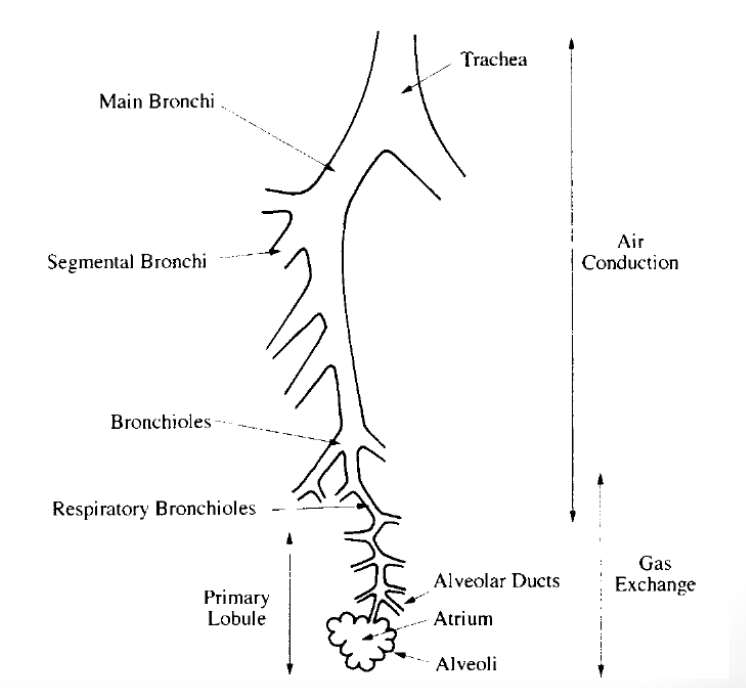 Trachea
Main Bronchi
Air
Conduction
Segmental Bronchi
Bronchioles
Respiratory Bronchioles
Gas
Exchange
Alveolar Ducts
Primary
Lobule
Atrium
Alveoli